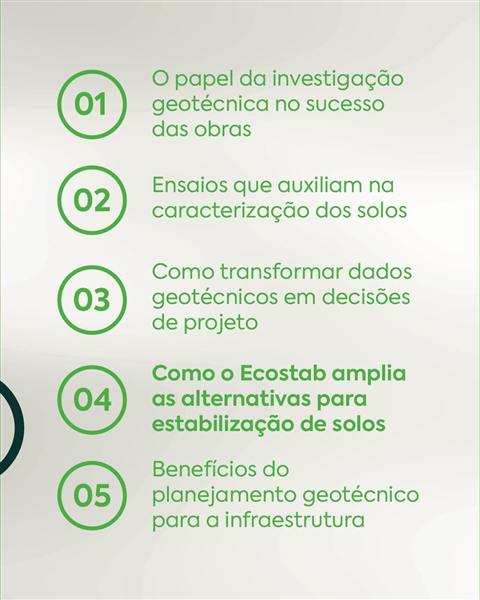 01
O papel da investigação
geotécnica no sucesso
das obras
02
Ensaios que auxiliam na
caracterização dos solos
03
Como transformar dados
geotécnicos em decisões
de projeto
04
Como o Ecostab amplia
as alternativas para
estabilização de solos
05
Benefícios do
planejamento geotécnico
para a infraestrutura